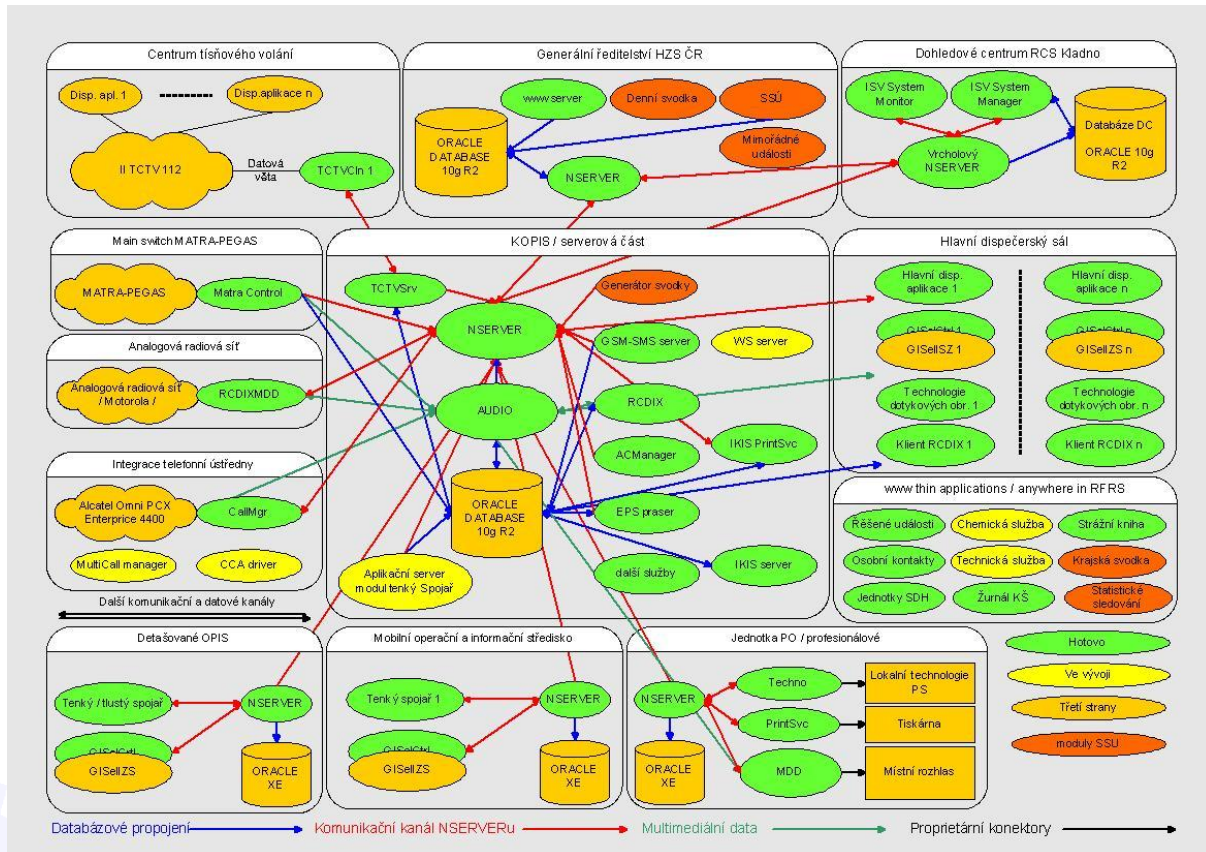 Centrum tísňového volání
Disp. apl. 1
Disp.aplikace n
II TCTV 112
Datová
věta
TCTVCln 1
Generální ředitelství HZS ČR
www server
Denní svodka
SSÚ
ORACLE
DATABASE
10g R2
Mimořádné
události
NSERVER
Dohledové centrum RCS Kladno
ISV System
Monitor
ISV System
Manager
Databáze DC
ORACLE 10g
R2
Vrcholový
NSERVER
Main switch MATRA-PEGAS
MATRA-PEGAS
Matra Control
Analogová radiová síť
Analogová radiová síť
/ Motorola /
RCDIXMDD
Integrace telefonní ústředny
Alcatel Omni PCX
Enterprice 4400
CallMgr
MultiCall manager
CCA driver
Další komunikační a datové kanály
KOPIS / serverová část
TCTVSrv
Generátor svodky
NSERVER
GSM-SMS server
WS server
AUDIO
RCDIX
IKIS PrintSvc
ACManager
ORACLE
DATABASE
10g R2
EPS praser
Aplikační server
modul tenký Spojař
další služby
IKIS server
Hlavní dispečerský sál
Hlavní disp.
aplikace 1
Hlavní disp.
aplikace n
GISelCtrl 1
GISelCtrl n
GISellSZ 1
GISellZS n
Technologie
dotykových obr. 1
Technologie
dotykových obr. n
Klient RCDIX 1
Klient RCDIX n
www thin applications / anywhere in RFRS
Řěšené události
Chemická služba
Strážní kniha
Osobní kontakty
Technická služba
Krajská svodka
Jednotky SDH
Žurnál KŠ
Statistické
sledování
Detašované OPIS
Tenký / tlustý spojař
NSERVER
GISelCrtl
GISellZS
ORACLE
XE
Mobilní operační a informační středisko
Tenký spojař 1
NSERVER
GISelCtrl
GISellZS
ORACLE
XE
Jednotka PO / profesionálové
NSERVER
Techno
Lokalní technologie
PS
PrintSvc
Tiskárna
ORACLE
XE
MDD
Místní rozhlas
Hotovo
Ve vývoji
Třetí strany
moduly SSU
Databázové propojení
Komunikační kanál NSERVERu
Multimediální data
Proprietární konektory